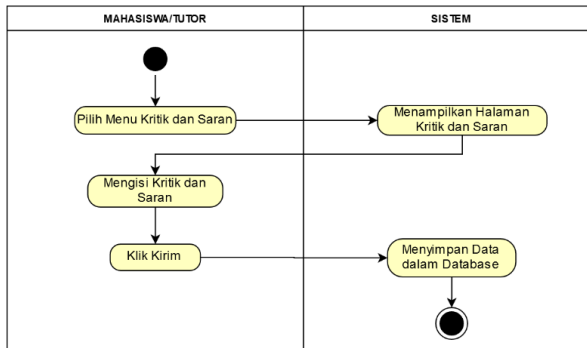 MAHASISWA/TUTOR
SISTEM
Pilih Menu Kritik dan Saran
Menampilkan Halaman
Kritik dan Saran
Mengisi Kritik dan
Saran
Klik Kirim
Menyimpan Data
dalam Database